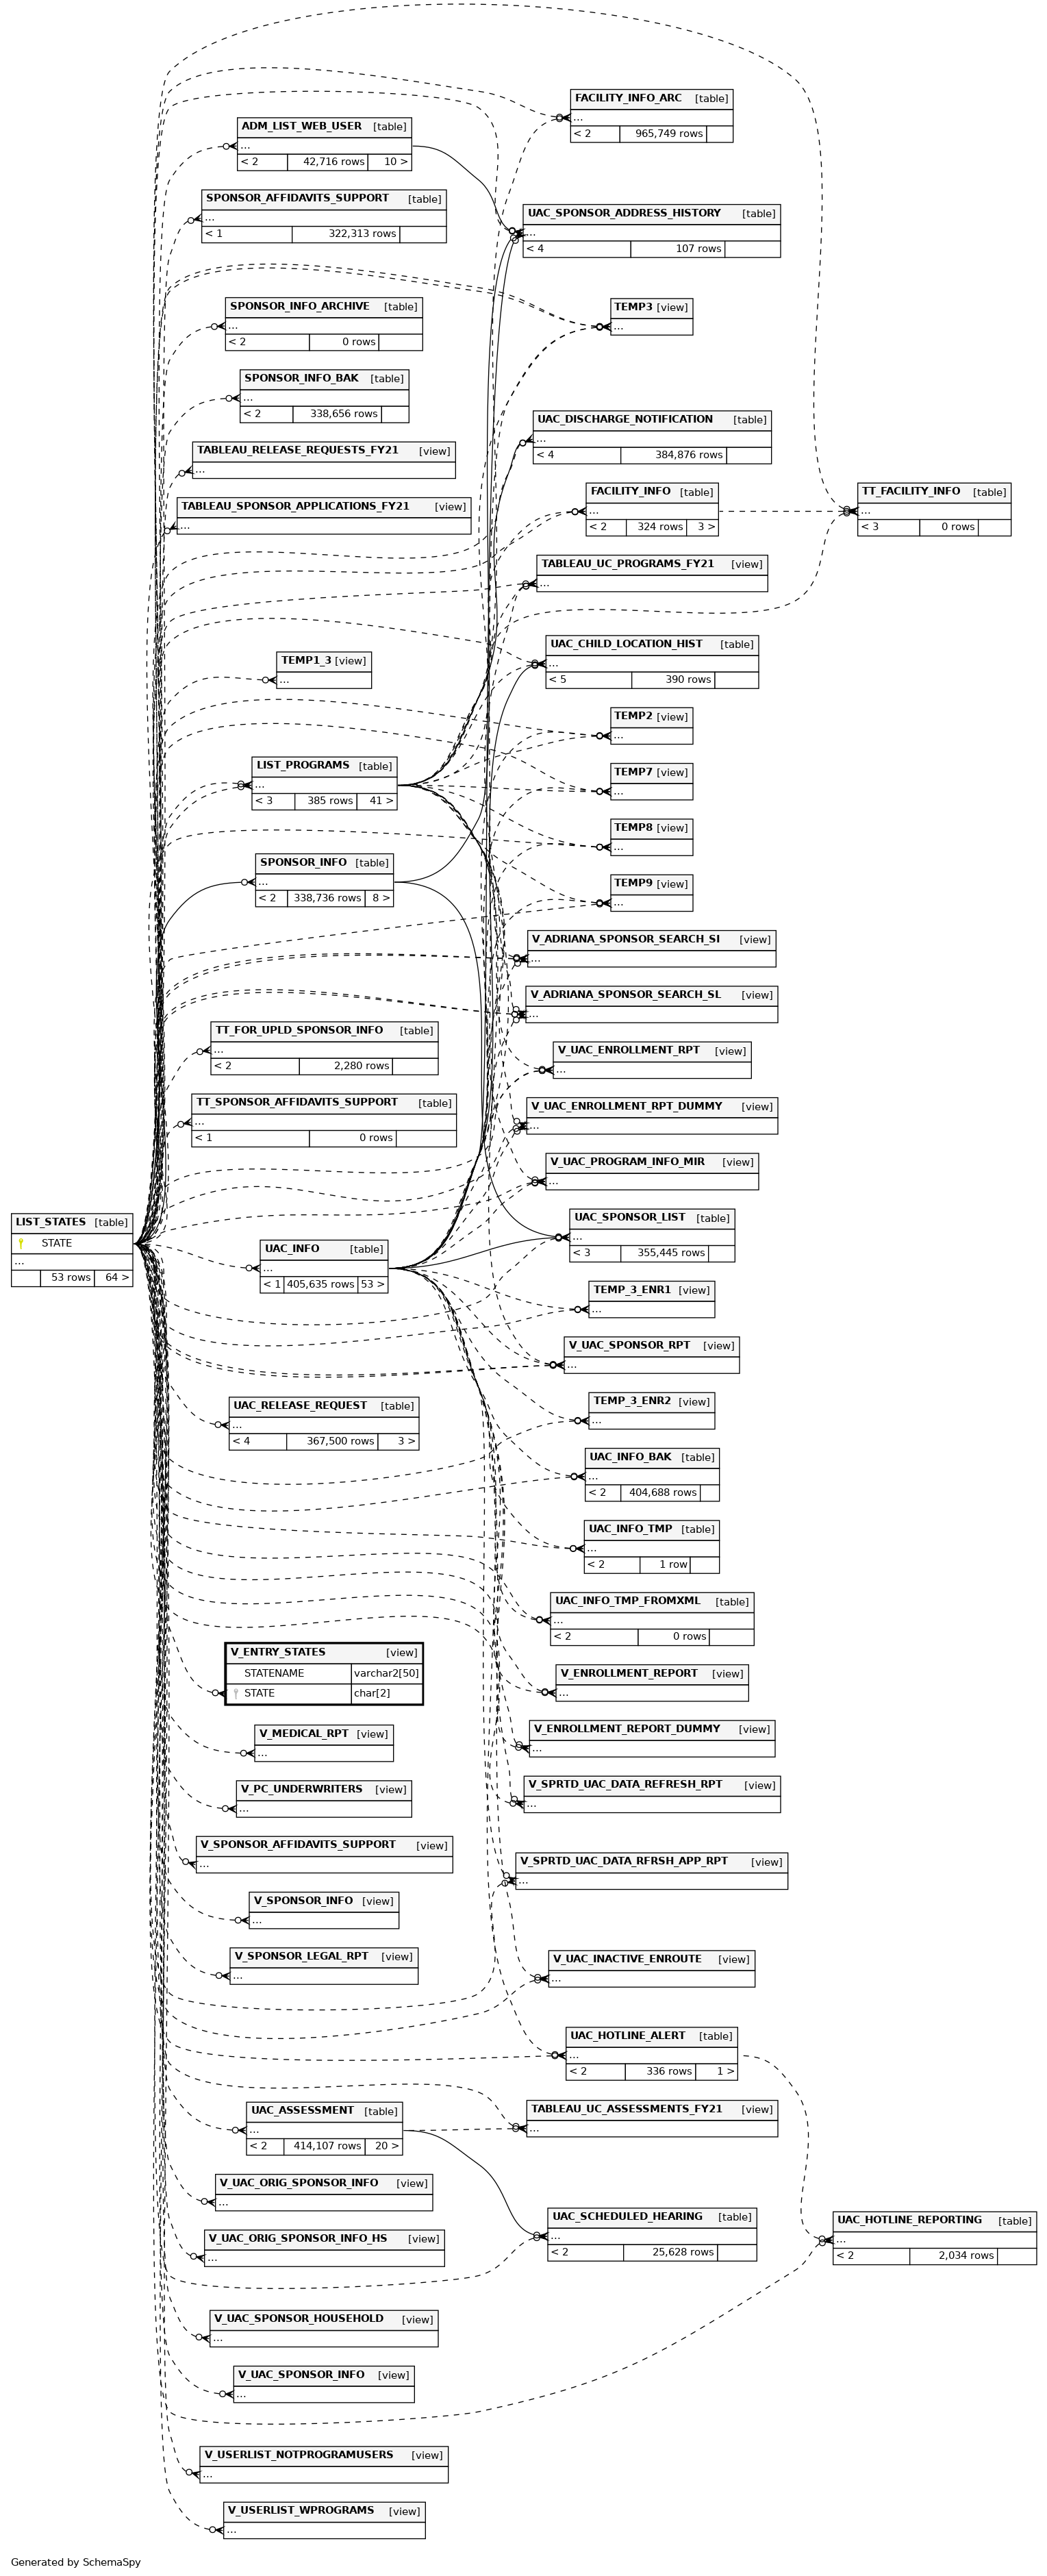 FACILITY_INFO_ARC [table]
...
< 2 965,749 rows
ADM_LIST_WEB_USER [table]
...
< 2 42,716 rows 10 >
SPONSOR_AFFIDAVITS_SUPPORT [table]
...
< 1 322,313 rows
UAC_SPONSOR_ADDRESS_HISTORY [table]
...
< 4 107 rows
SPONSOR_INFO_ARCHIVE [table]
...
< 2 0 rows
TEMP3 [view]
...
SPONSOR_INFO_BAK [table]
...
< 2 338,656 rows
UAC_DISCHARGE_NOTIFICATION [table]
...
< 4 384,876 rows
TABLEAU_RELEASE_REQUESTS_FY21 [view]
...
FACILITY_INFO [table]
...
< 2 324 rows 3 >
TT_FACILITY_INFO [table]
...
< 3 0 rows
TABLEAU_SPONSOR_APPLICATIONS_FY21 [view]
...
TABLEAU_UC_PROGRAMS_FY21 [view]
...
UAC_CHILD_LOCATION_HIST [table]
...
< 5 390 rows
TEMP1_3 [view]
...
TEMP2 [view]
...
LIST_PROGRAMS [table]
...
< 3 385 rows 41 >
TEMP7 [view]
...
TEMP8 [view]
...
SPONSOR_INFO [table]
...
< 2 338,736 rows 8 >
TEMP9 [view]
...
V_ADRIANA_SPONSOR_SEARCH_SI [view]
...
V_ADRIANA_SPONSOR_SEARCH_SL [view]
...
TT_FOR_UPLD_SPONSOR_INFO [table]
...
< 2 2,280 rows
V_UAC_ENROLLMENT_RPT [view]
...
TT_SPONSOR_AFFIDAVITS_SUPPORT [table]
...
< 1 0 rows
V_UAC_ENROLLMENT_RPT_DUMMY [view]
...
V_UAC_PROGRAM_INFO_MIR [view]
...
LIST_STATES [table]
STATE
...
53 rows 64 >
UAC_SPONSOR_LIST [table]
...
< 3 355,445 rows
UAC_INFO [table]
...
< 1 405,635 rows 53 >
TEMP_3_ENR1 [view]
...
V_UAC_SPONSOR_RPT [view]
...
UAC_RELEASE_REQUEST [table]
...
< 4 367,500 rows 3 >
TEMP_3_ENR2 [view]
...
UAC_INFO_BAK [table]
...
< 2 404,688 rows
UAC_INFO_TMP [table]
...
< 2 1 row
UAC_INFO_TMP_FROMXML [table]
...
< 2 0 rows
V_ENTRY_STATES [view]
STATENAME varchar2[50]
STATE char[2]
V_ENROLLMENT_REPORT [view]
...
V_MEDICAL_RPT [view]
...
V_ENROLLMENT_REPORT_DUMMY [view]
...
V_PC_UNDERWRITERS [view]
...
V_SPRTD_UAC_DATA_REFRESH_RPT [view]
...
V_SPONSOR_AFFIDAVITS_SUPPORT [view]
...
V_SPRTD_UAC_DATA_RFRSH_APP_RPT [view]
...
V_SPONSOR_INFO [view]
...
V_SPONSOR_LEGAL_RPT [view]
...
V_UAC_INACTIVE_ENROUTE [view]
...
UAC_HOTLINE_ALERT [table]
...
< 2 336 rows 1 >
UAC_ASSESSMENT [table]
...
< 2 414,107 rows 20 >
TABLEAU_UC_ASSESSMENTS_FY21 [view]
...
V_UAC_ORIG_SPONSOR_INFO [view]
...
UAC_SCHEDULED_HEARING [table]
...
< 2 25,628 rows
UAC_HOTLINE_REPORTING [table]
...
< 2 2,034 rows
V_UAC_ORIG_SPONSOR_INFO_HS [view]
...
V_UAC_SPONSOR_HOUSEHOLD [view]
...
V_UAC_SPONSOR_INFO [view]
...
V_USERLIST_NOTPROGRAMUSERS [view]
...
V_USERLIST_WPROGRAMS [view]
...
Generated by SchemaSpy